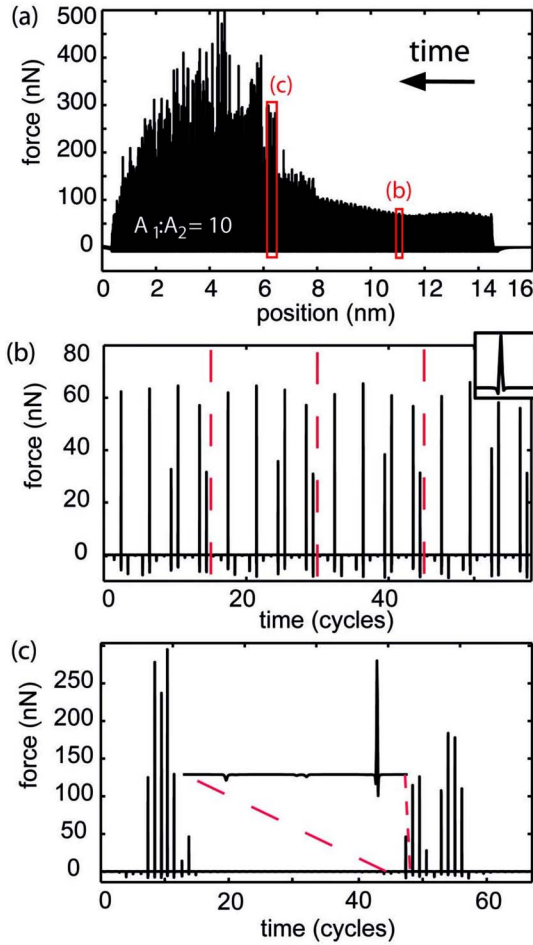 (a)
500
400
300
200
100
0
force (nN)
time
(c)
(b)
A1:A2= 10
0 2 4 6 8 10 12 14 16
position (nm)
(b)
80
60
40
20
0
force (nN)
0 20 40
time (cycles)
(c)
250
200
150
100
50
0
force (nN)
0 20 40 60
time (cycles)